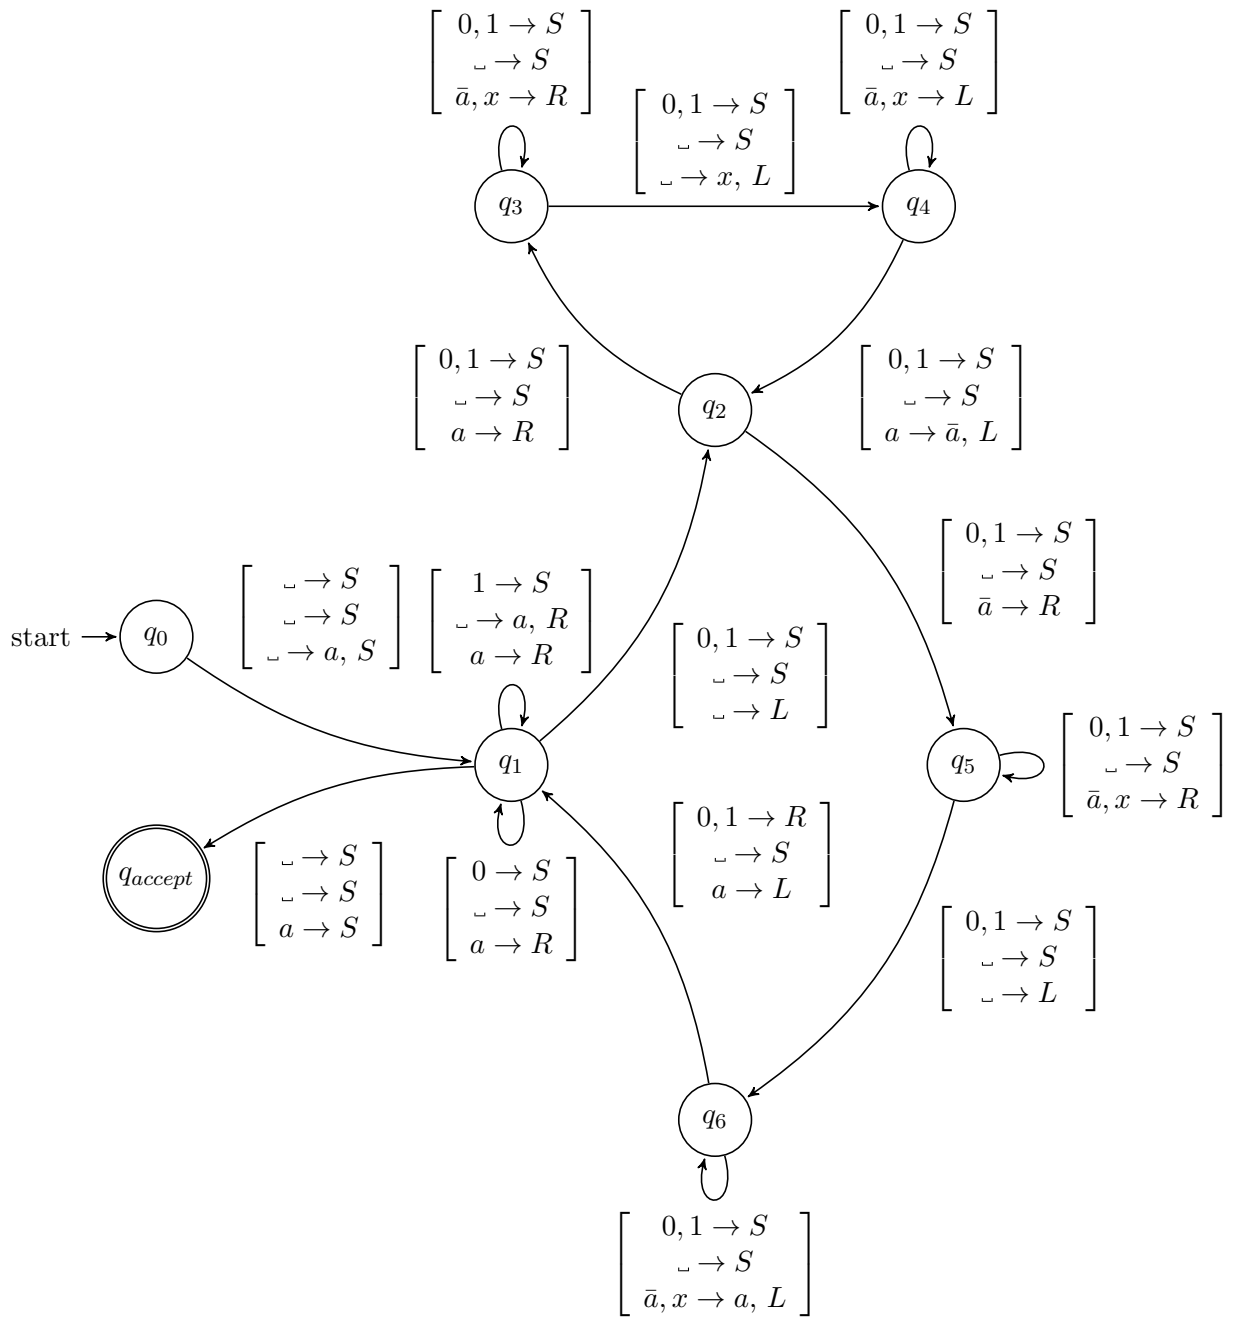 0, 1 → S
␣ → S
ā, x → R
0, 1 → S
␣ → S
ā, x → L
0, 1 → S
␣ → S
␣ → x, L
q3
q4
0, 1 → S
␣ → S
a → R
0, 1 → S
␣ → S
a → ā, L
q2
0, 1 → S
␣ → S
ā → R
␣ → S
␣ → S
␣ → a, S
1 → S
␣ → a, R
a → R
start
q0
0, 1 → S
␣ → S
␣ → L
q1
q5
0, 1 → S
␣ → S
ā, x → R
qaccept
␣ → S
␣ → S
a → S
0 → S
␣ → S
a → R
0, 1 → R
␣ → S
a → L
0, 1 → S
␣ → S
␣ → L
q6
0, 1 → S
␣ → S
ā, x → a, L